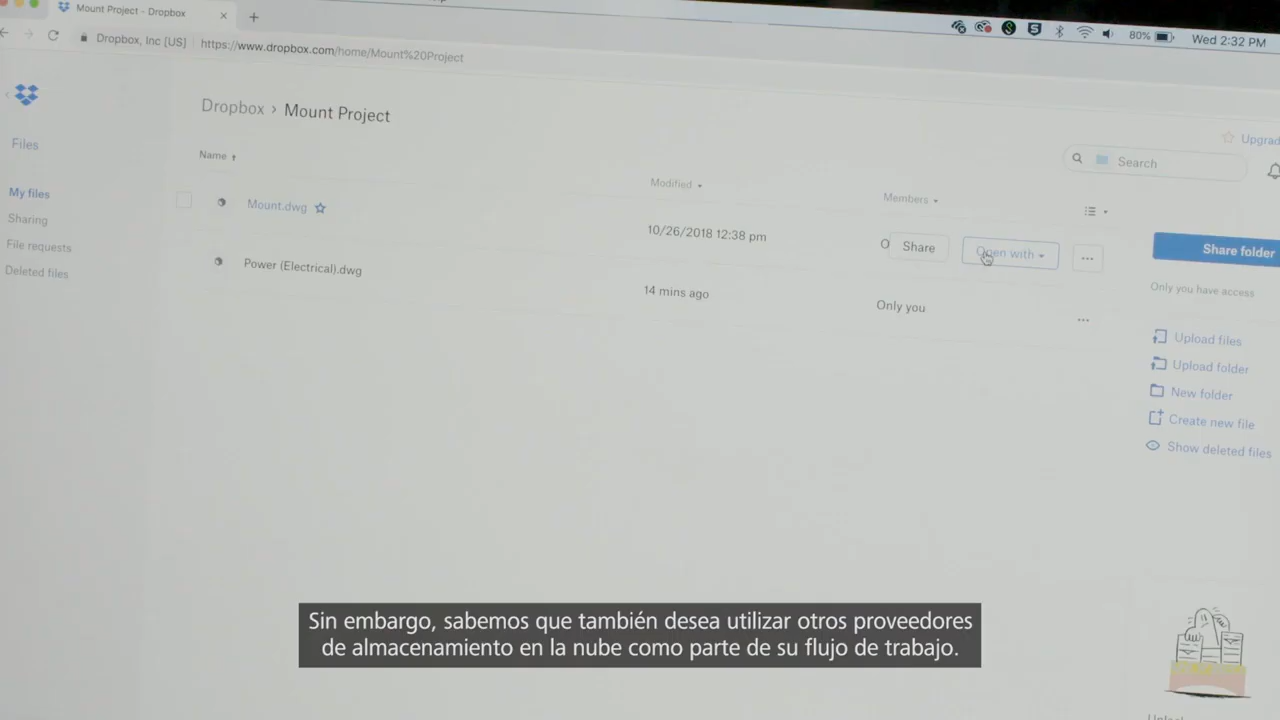 Mount Project - Dropbox
80% Wed 2:32 PM
Dropbox, Inc [US] https://www.dropbox.com/home/Mount%20Project
Dropbox › Mount Project
Upgrad
Files
Search
Name
Modified
Members
My files
Mount.dwg
10/26/2018 12:38 pm
O Share Open with
Share folder
Sharing
File requests
Power (Electrical).dwg
14 mins ago
Only you
Only you have access
Deleted files
Upload files
Upload folder
New folder
Create new file
Show deleted files
Sin embargo, sabemos que también desea utilizar otros proveedores
de almacenamiento en la nube como parte de su flujo de trabajo.